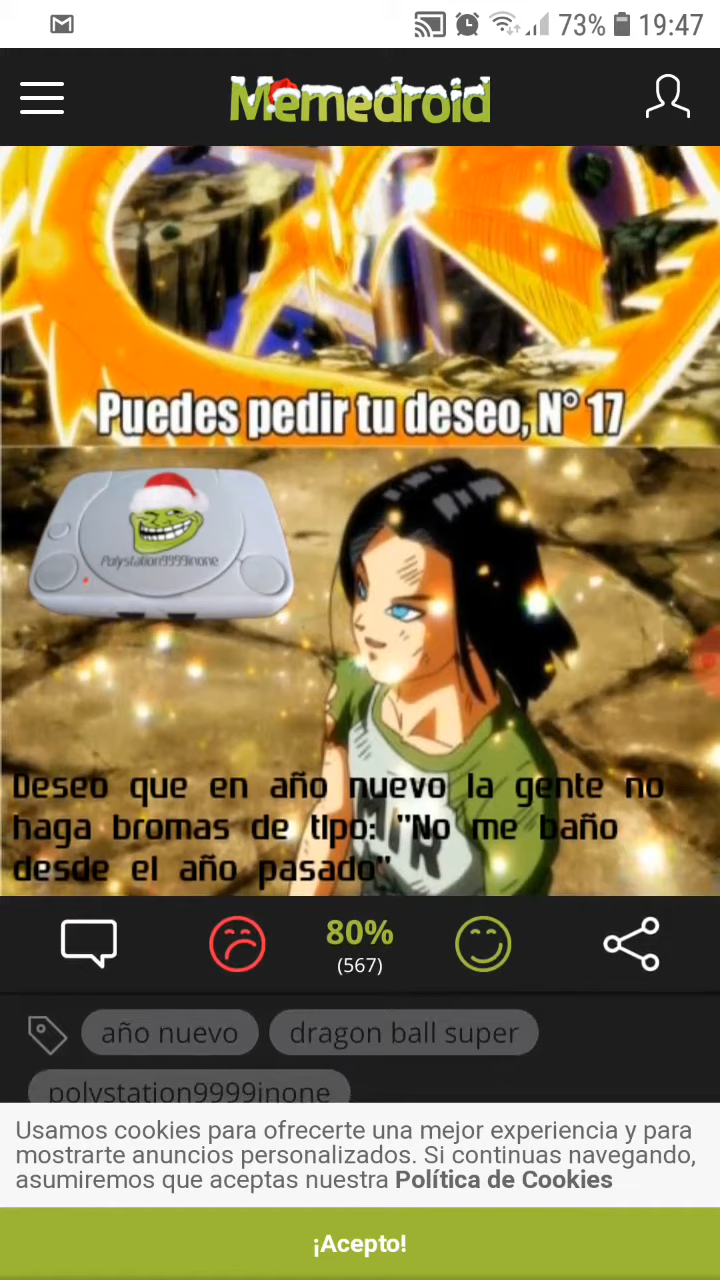 73% 19:47
Memedroid
Puedes pedir tu deseo, N° 17
Polystation9999inone
MIR
Deseo que en año nuevo la gente no
haga bromas de tipo: "No me baño
desde el año pasado"
80%
(567)
año nuevo dragon ball super
polystation9999inone
Usamos cookies para ofrecerte una mejor experiencia y para
mostrarte anuncios personalizados. Si continuas navegando,
asumiremos que aceptas nuestra Política de Cookies
¡Acepto!